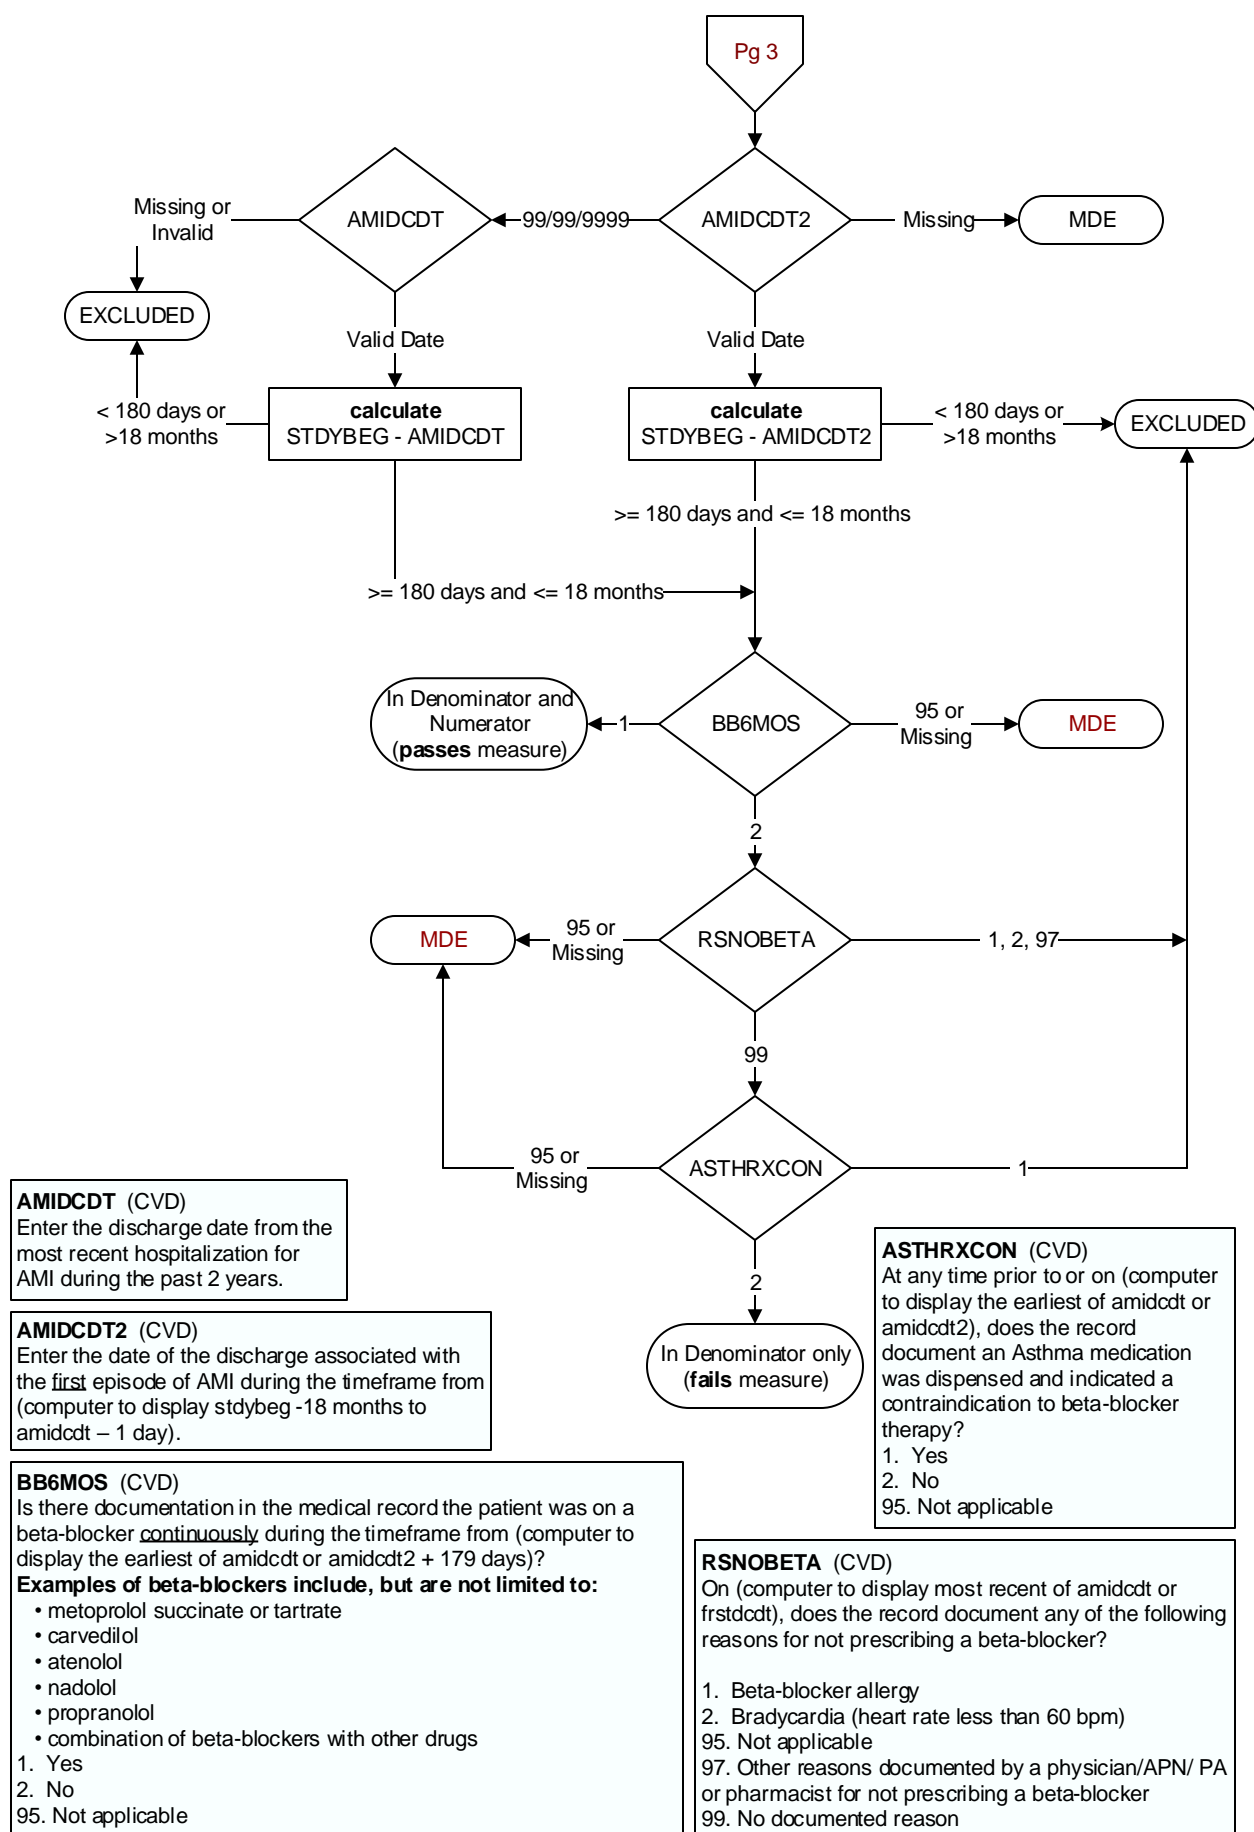 Pg 3
Missing or
Invalid
AMIDCDT
99/99/9999
AMIDCDT2
Missing
MDE
EXCLUDED
Valid Date
Valid Date
< 180 days or
>18 months
calculate
STDYBEG - AMIDCDT
calculate
STDYBEG - AMIDCDT2
< 180 days or
>18 months
EXCLUDED
>= 180 days and <= 18 months
>= 180 days and <= 18 months
In Denominator and
Numerator
(passes measure)
1
BB6MOS
95 or
Missing
MDE
2
MDE
95 or
Missing
RSNOBETA
1, 2, 97
99
95 or
Missing
ASTHRXCON
1
2
In Denominator only
(fails measure)
AMIDCDT (CVD)
Enter the discharge date from the
most recent hospitalization for
AMI during the past 2 years.
AMIDCDT2 (CVD)
Enter the date of the discharge associated with
the first episode of AMI during the timeframe from
(computer to display stdybeg -18 months to
amidcdt – 1 day).
ASTHRXCON (CVD)
At any time prior to or on (computer
to display the earliest of amidcdt or
amidcdt2), does the record
document an Asthma medication
was dispensed and indicated a
contraindication to beta-blocker
therapy?
1. Yes
2. No
95. Not applicable
BB6MOS (CVD)
Is there documentation in the medical record the patient was on a
beta-blocker continuously during the timeframe from (computer to
display the earliest of amidcdt or amidcdt2 + 179 days)?
Examples of beta-blockers include, but are not limited to:
• metoprolol succinate or tartrate
• carvedilol
• atenolol
• nadolol
• propranolol
• combination of beta-blockers with other drugs
1. Yes
2. No
95. Not applicable
RSNOBETA (CVD)
On (computer to display most recent of amidcdt or
frstdcdt), does the record document any of the following
reasons for not prescribing a beta-blocker?
1. Beta-blocker allergy
2. Bradycardia (heart rate less than 60 bpm)
95. Not applicable
97. Other reasons documented by a physician/APN/ PA
or pharmacist for not prescribing a beta-blocker
99. No documented reason